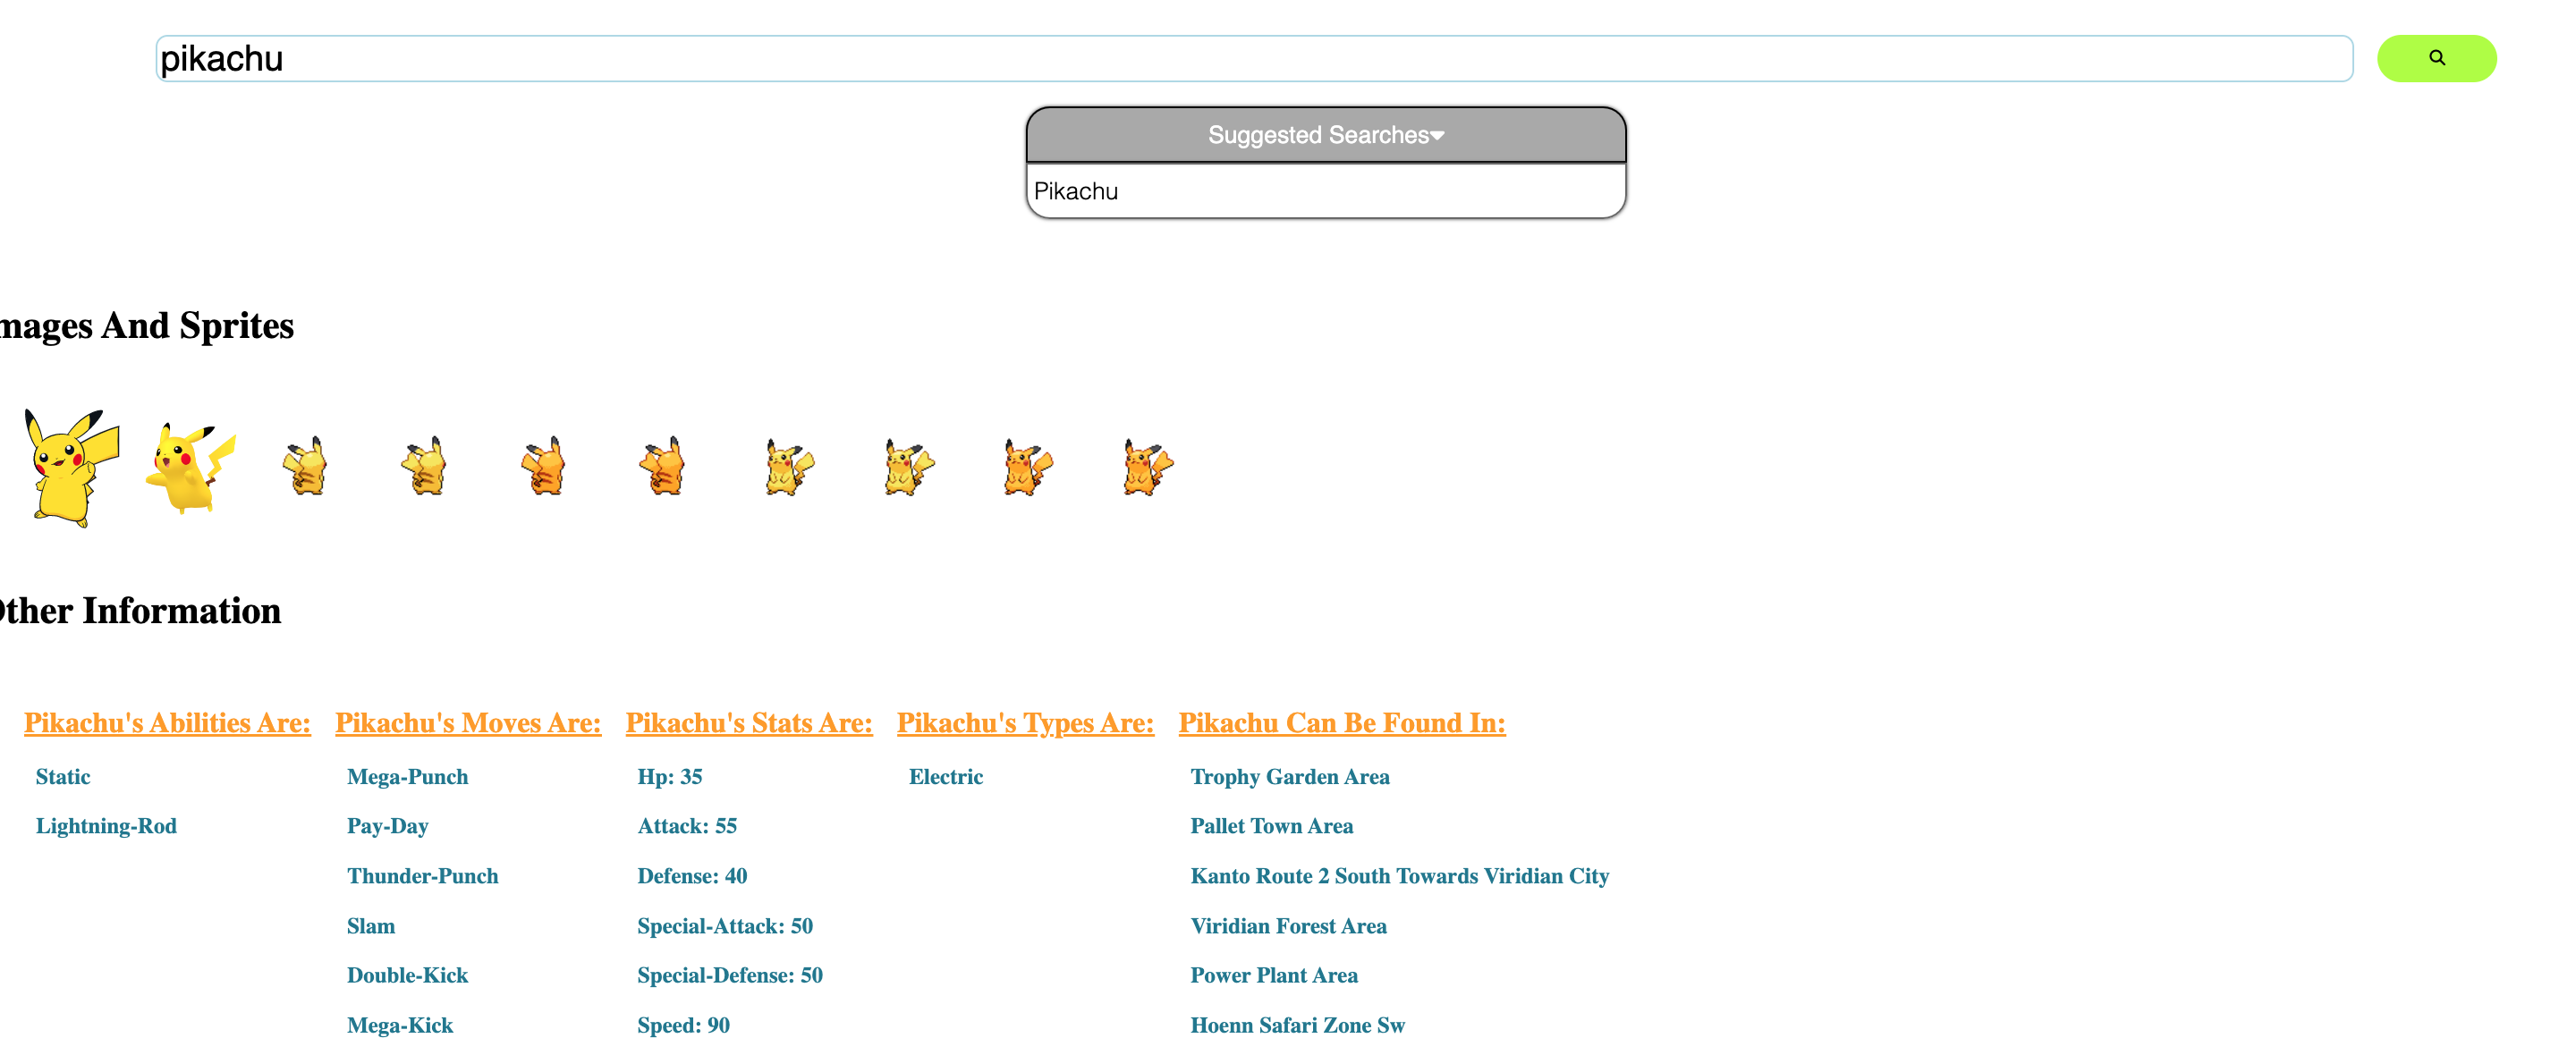 pikachu
Suggested Searches
Pikachu
mages And Sprites
ther Information
Pikachu's Abilities Are: Pikachu's Moves Are: Pikachu's Stats Are: Pikachu's Types Are: Pikachu Can Be Found In:
Static Mega-Punch Hp: 35 Electric Trophy Garden Area
Lightning-Rod Pay-Day Attack: 55 Pallet Town Area
Thunder-Punch Defense: 40 Kanto Route 2 South Towards Viridian City
Slam Special-Attack: 50 Viridian Forest Area
Double-Kick Special-Defense: 50 Power Plant Area
Mega-Kick Speed: 90 Hoenn Safari Zone Sw